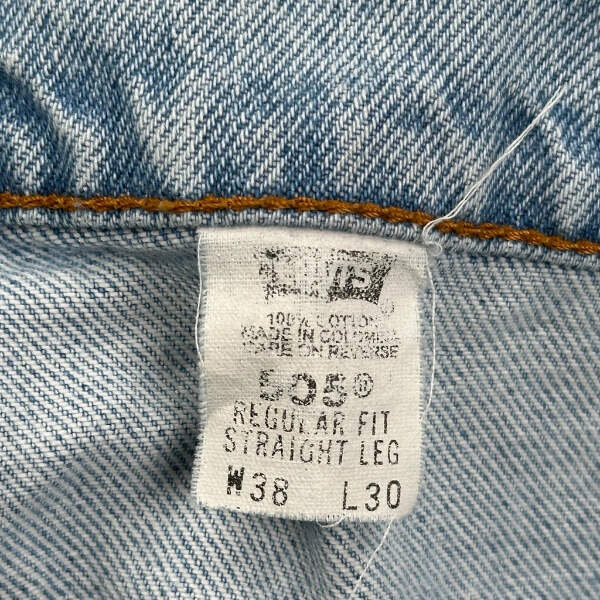 100% COTTON
MADE IN COLOMBIA
CARE ON REVERSE
505®
REGULAR FIT
STRAIGHT LEG
W38 L30